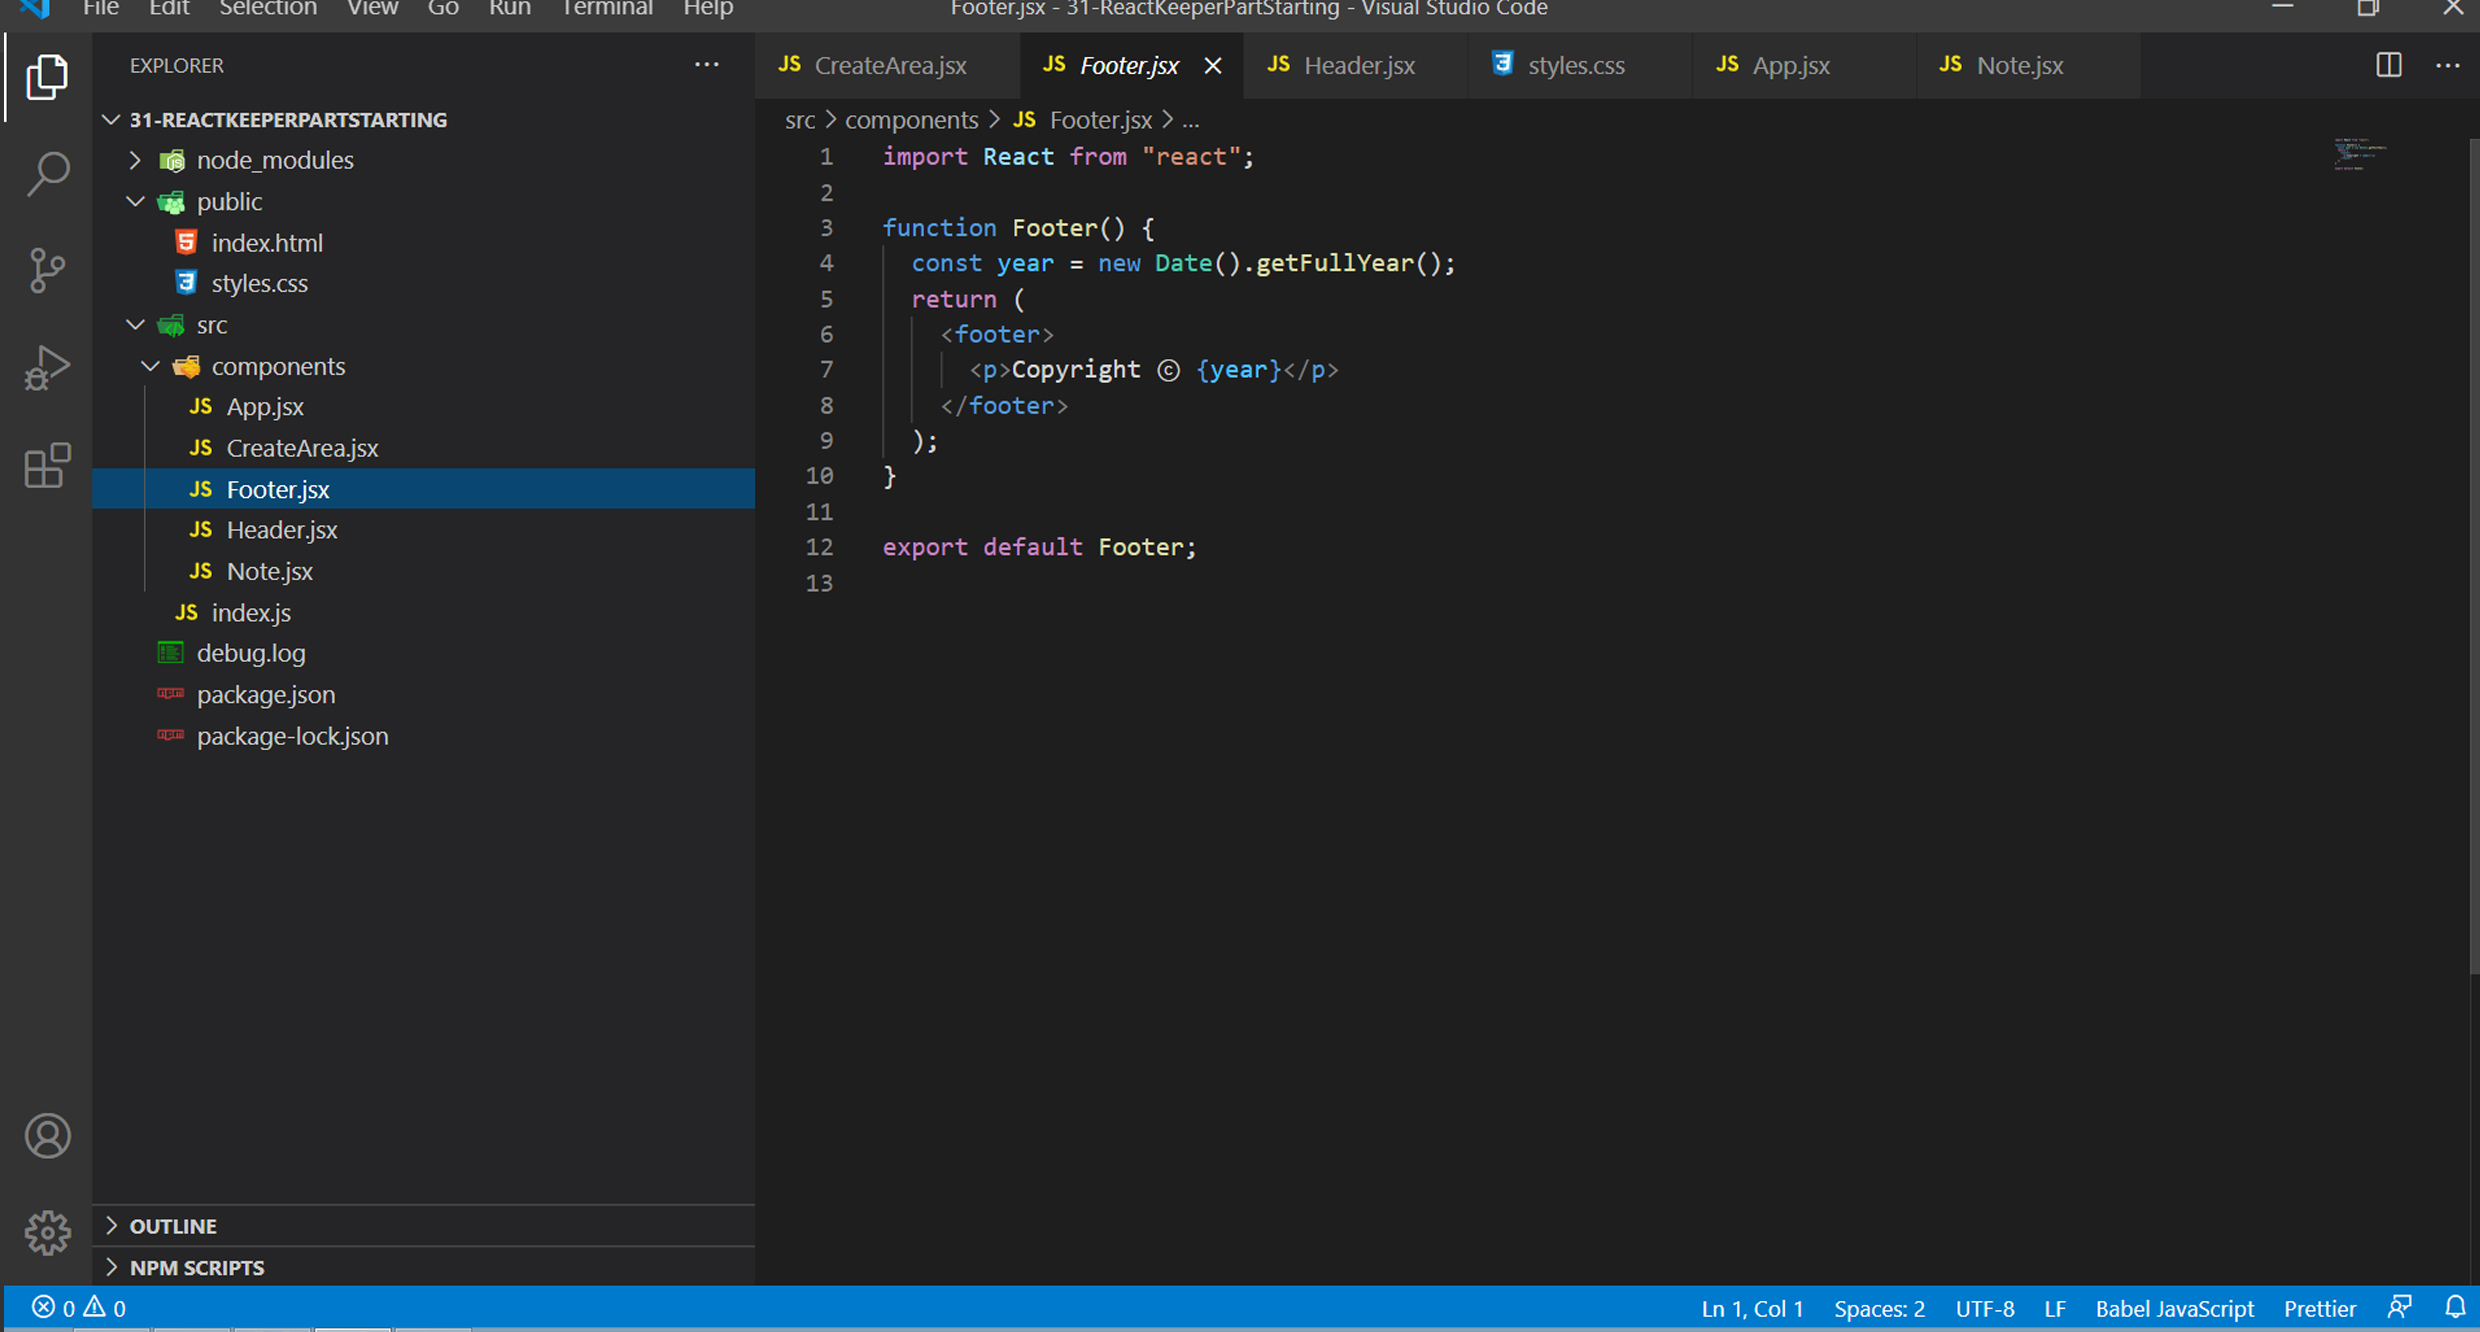 File Edit Selection View Go Run Terminal Help Footer.jsx - 31-ReactKeeperPartStarting - Visual Studio Code
EXPLORER
31-REACTKEEPERPARTSTARTING
node_modules
public
index.html
styles.css
src
components
JS App.jsx
JS CreateArea.jsx
JS Footer.jsx
JS Header.jsx
JS Note.jsx
JS index.js
debug.log
package.json
package-lock.json
OUTLINE
NPM SCRIPTS
JS CreateArea.jsx JS Footer.jsx JS Header.jsx styles.css JS App.jsx JS Note.jsx
src > components > JS Footer.jsx > ...
1 import React from "react";
2
3 function Footer() {
4 const year = new Date().getFullYear();
5 return (
6 <footer>
7 <p>Copyright ⓒ {year}</p>
8 </footer>
9 );
10 }
11
12 export default Footer;
13
0 0 Ln 1, Col 1 Spaces: 2 UTF-8 LF Babel JavaScript Prettier